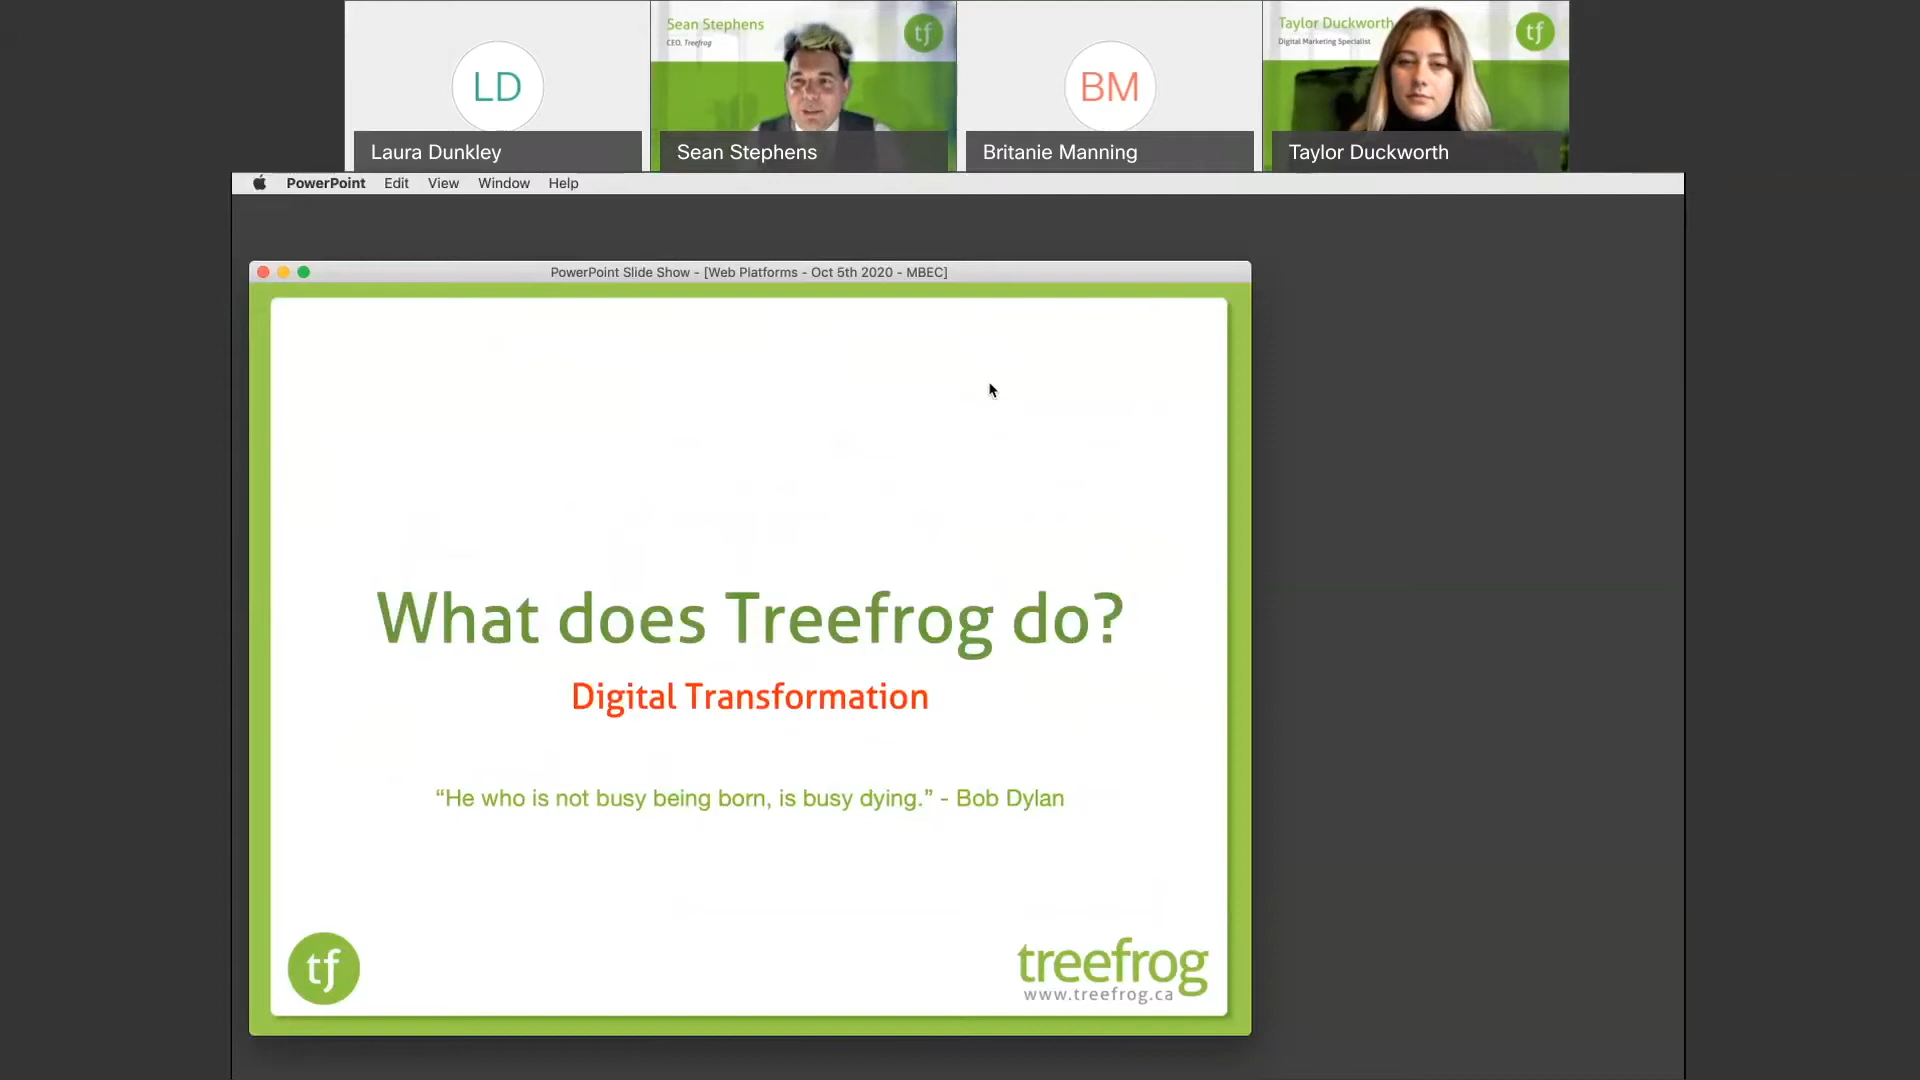 LD
Sean Stephens
CEO, Treefrog
tf
BM
Taylor Duckworth
Digital Marketing Specialist
tf
Laura Dunkley
Sean Stephens
Britanie Manning
Taylor Duckworth
PowerPoint Edit View Window Help
PowerPoint Slide Show - [Web Platforms - Oct 5th 2020 - MBEC]
What does Treefrog do?
Digital Transformation
“He who is not busy being born, is busy dying.” - Bob Dylan
tf
treefrog
www.treefrog.ca